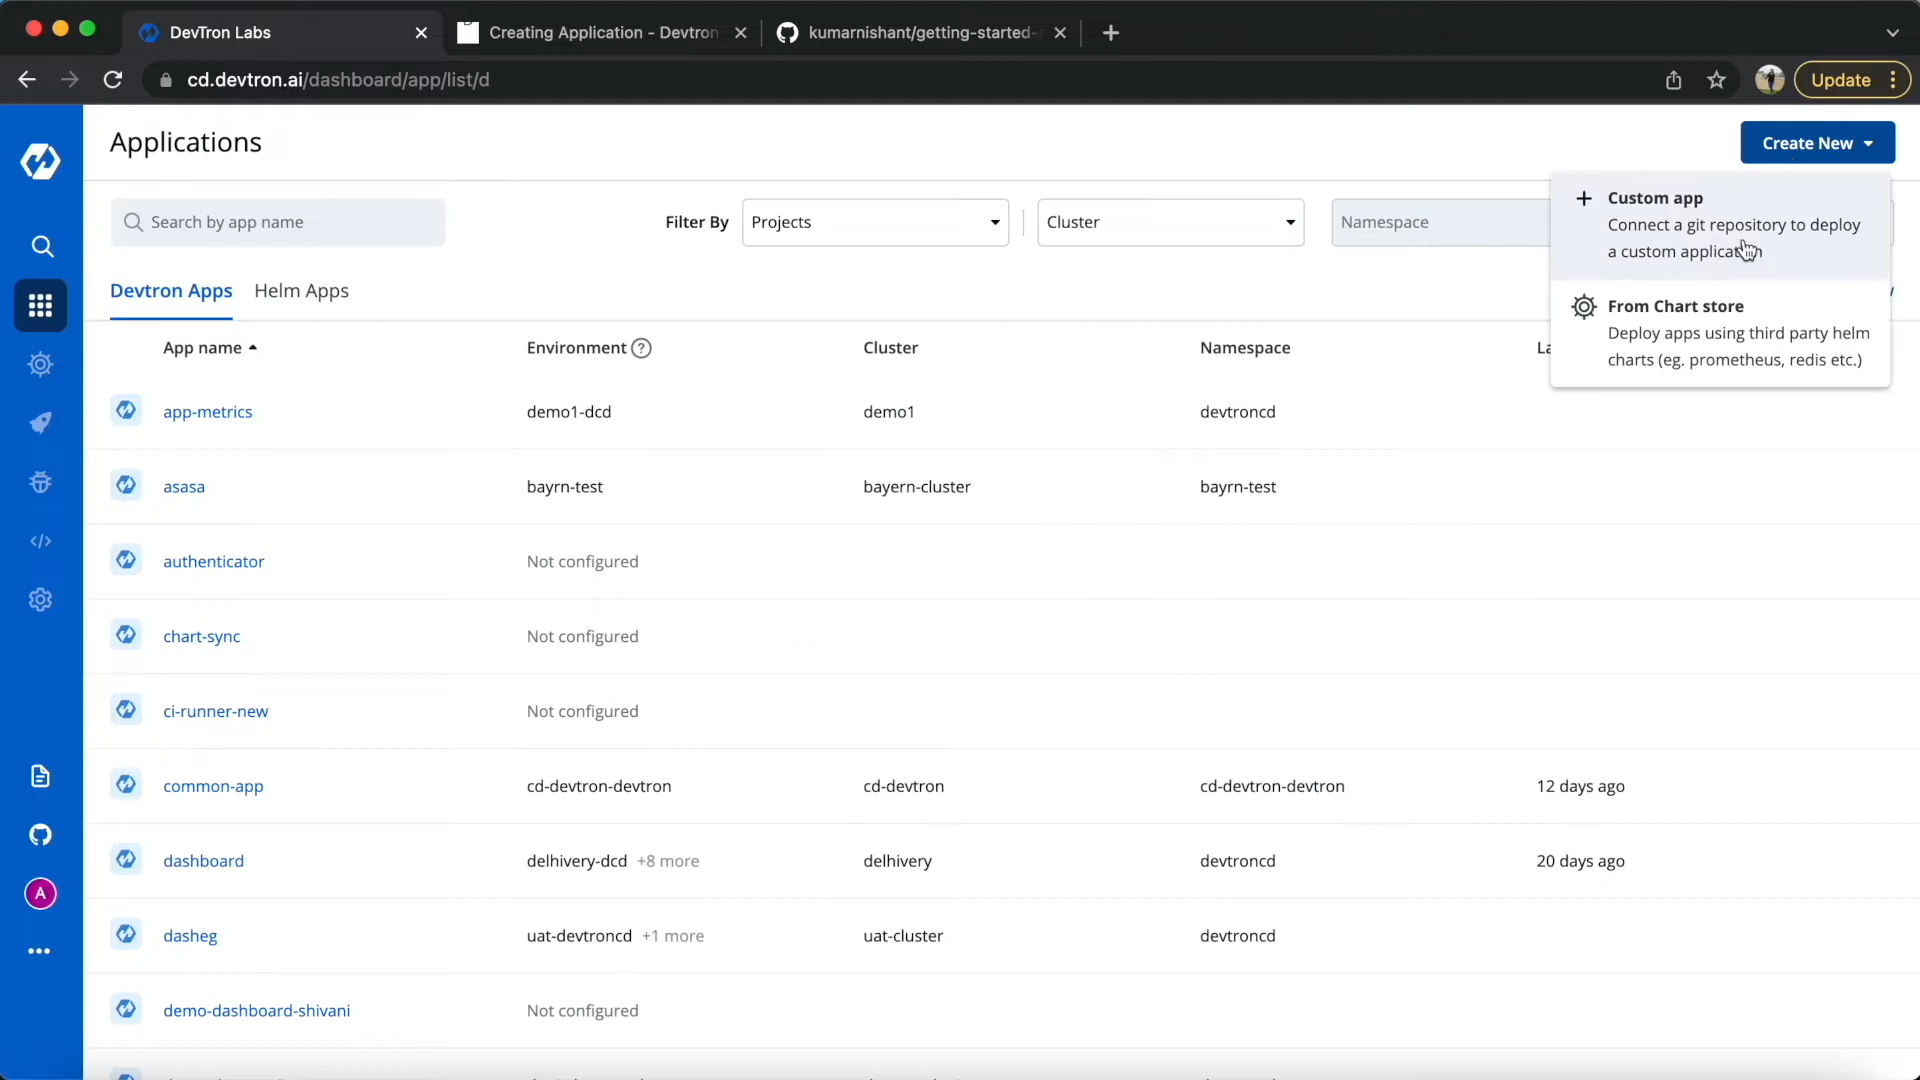 DevTron Labs
Creating Application - Devtron
kumarnishant/getting-started-
cd.devtron.ai/dashboard/app/list/d
Update
Applications
Create New
Search by app name
Filter By
Projects
Cluster
Namespace
Custom app
Connect a git repository to deploy
a custom application
From Chart store
Deploy apps using third party helm
charts (eg. prometheus, redis etc.)
Devtron Apps
Helm Apps
App name
Environment
?
Cluster
Namespace
La
app-metrics
demo1-dcd
demo1
devtroncd
asasa
bayrn-test
bayern-cluster
bayrn-test
authenticator
Not configured
chart-sync
Not configured
ci-runner-new
Not configured
common-app
cd-devtron-devtron
cd-devtron
cd-devtron-devtron
12 days ago
dashboard
delhivery-dcd +8 more
delhivery
devtroncd
20 days ago
dasheg
uat-devtroncd +1 more
uat-cluster
devtroncd
demo-dashboard-shivani
Not configured
A